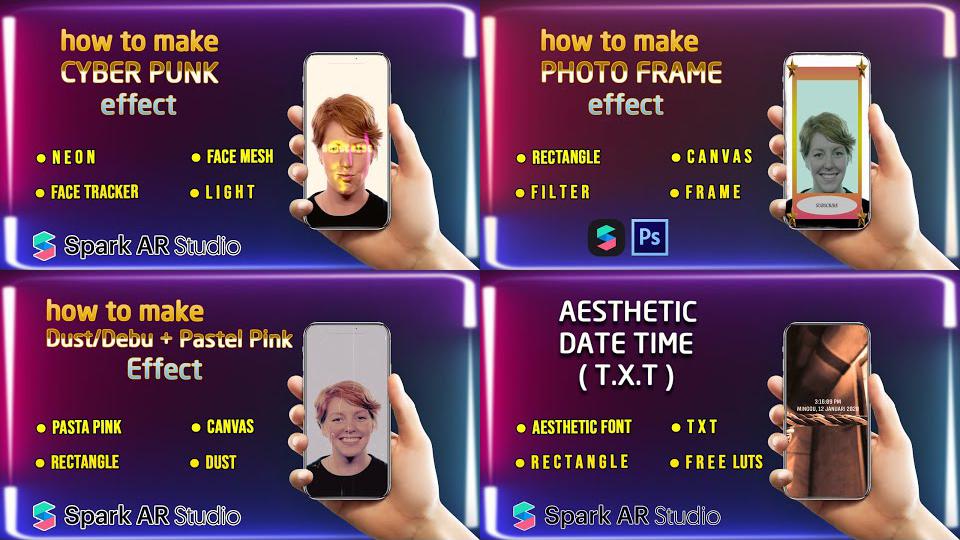 how to make
CYBER PUNK
effect
• NEON
• FACE MESH
• FACE TRACKER
• LIGHT
Spark AR Studio
how to make
PHOTO FRAME
effect
• RECTANGLE
• CANVAS
• FILTER
• FRAME
SUBSCRIBE
Ps
how to make
Dust/Debu + Pastel Pink
Effect
• PASTA PINK
• CANVAS
• RECTANGLE
• DUST
Spark AR Studio
AESTHETIC
DATE TIME
( T.X.T )
• AESTHETIC FONT
• TXT
• RECTANGLE
• FREE LUTS
3:16:09 PM
MINGGU, 12 JANUARI 2020
Spark AR Studio